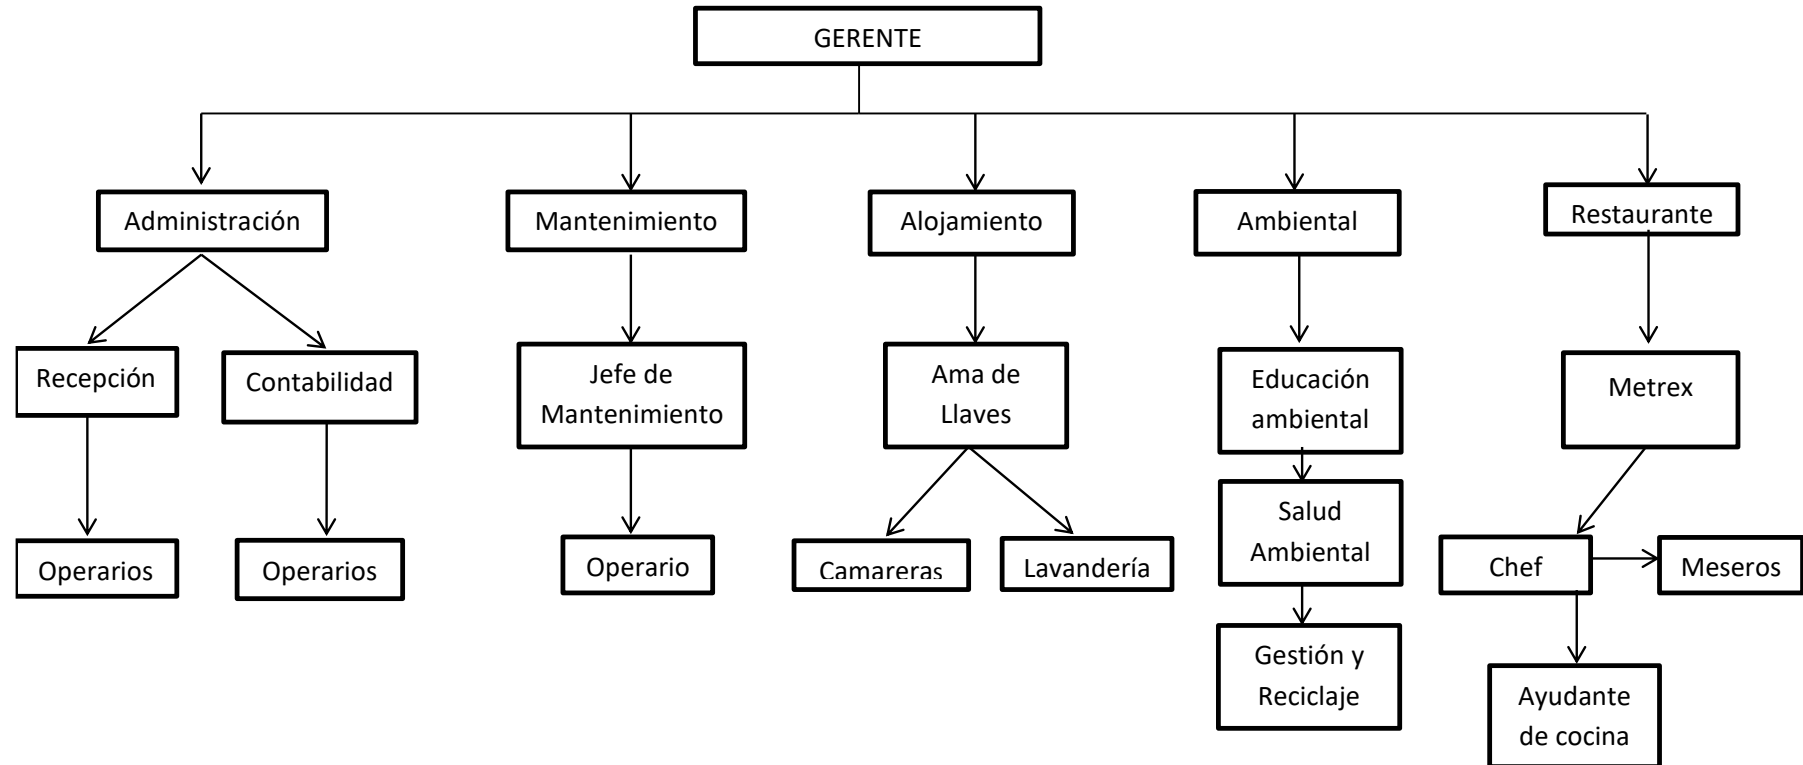 GERENTE
Administración
Mantenimiento
Alojamiento
Ambiental
Restaurante
Recepción
Contabilidad
Jefe de
Mantenimiento
Ama de
Llaves
Educación
ambiental
Metrex
Salud
Ambiental
Operarios
Operarios
Operario
Camareras
Lavandería
Chef
Meseros
Gestión y
Reciclaje
Ayudante
de cocina